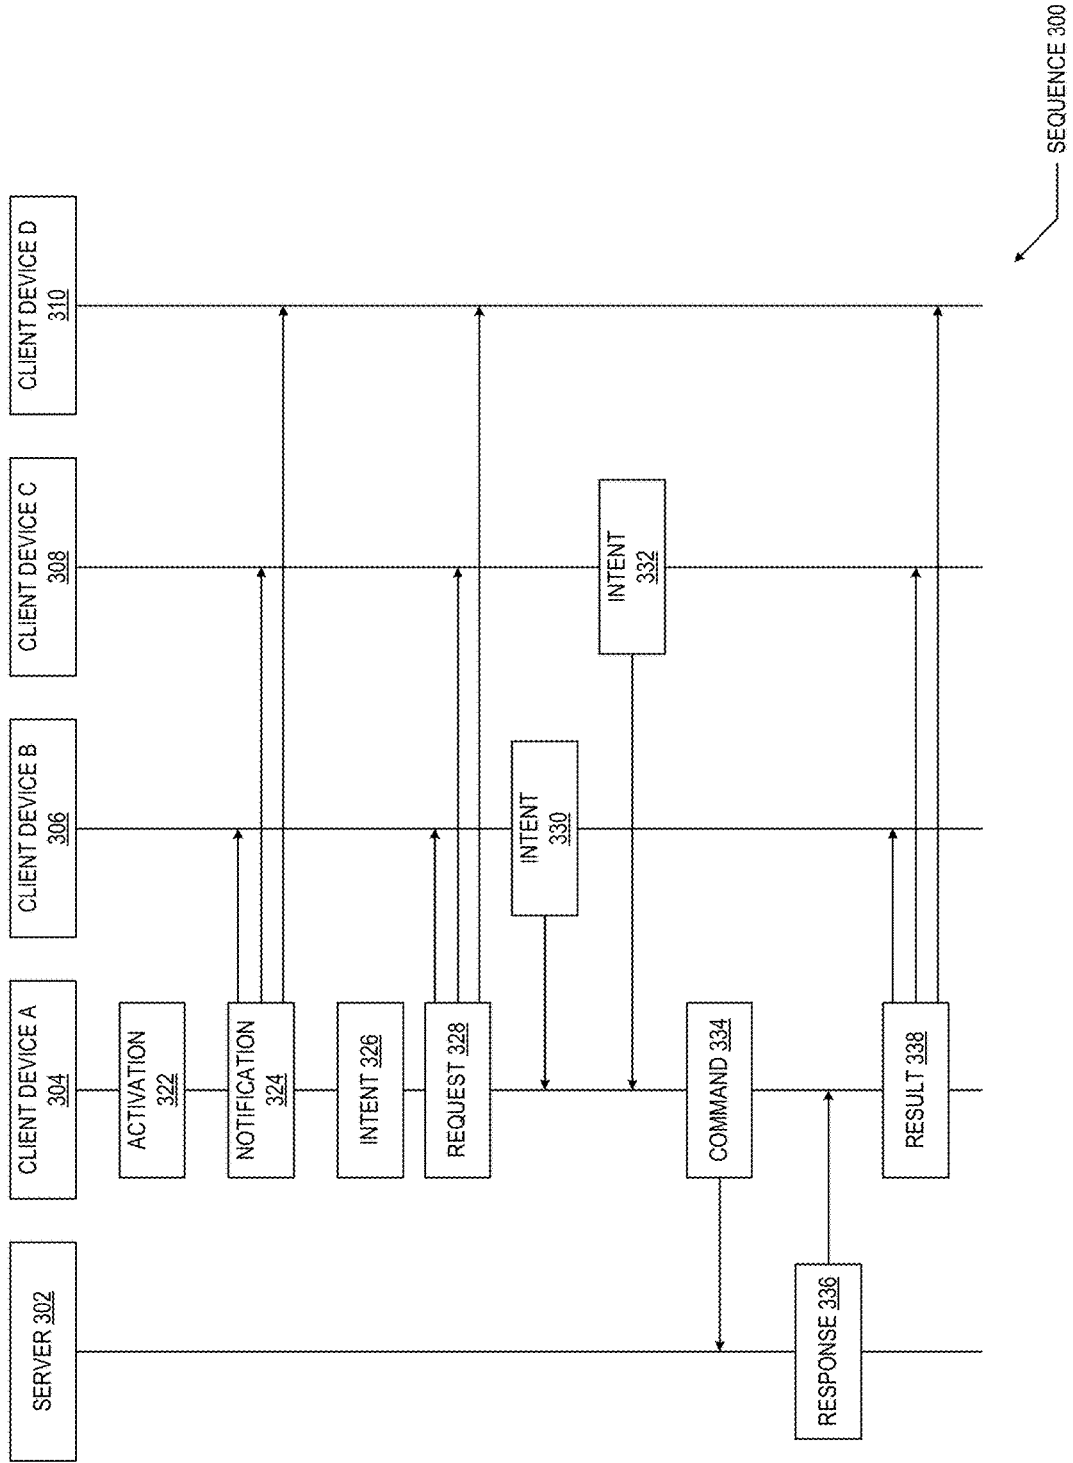 SERVER 302
CLIENT DEVICE A
304
CLIENT DEVICE B
306
CLIENT DEVICE C
308
CLIENT DEVICE D
310
ACTIVATION
322
NOTIFICATION
324
INTENT 326
REQUEST 328
INTENT
330
INTENT
332
COMMAND 334
RESPONSE 336
RESULT 338
SEQUENCE 300